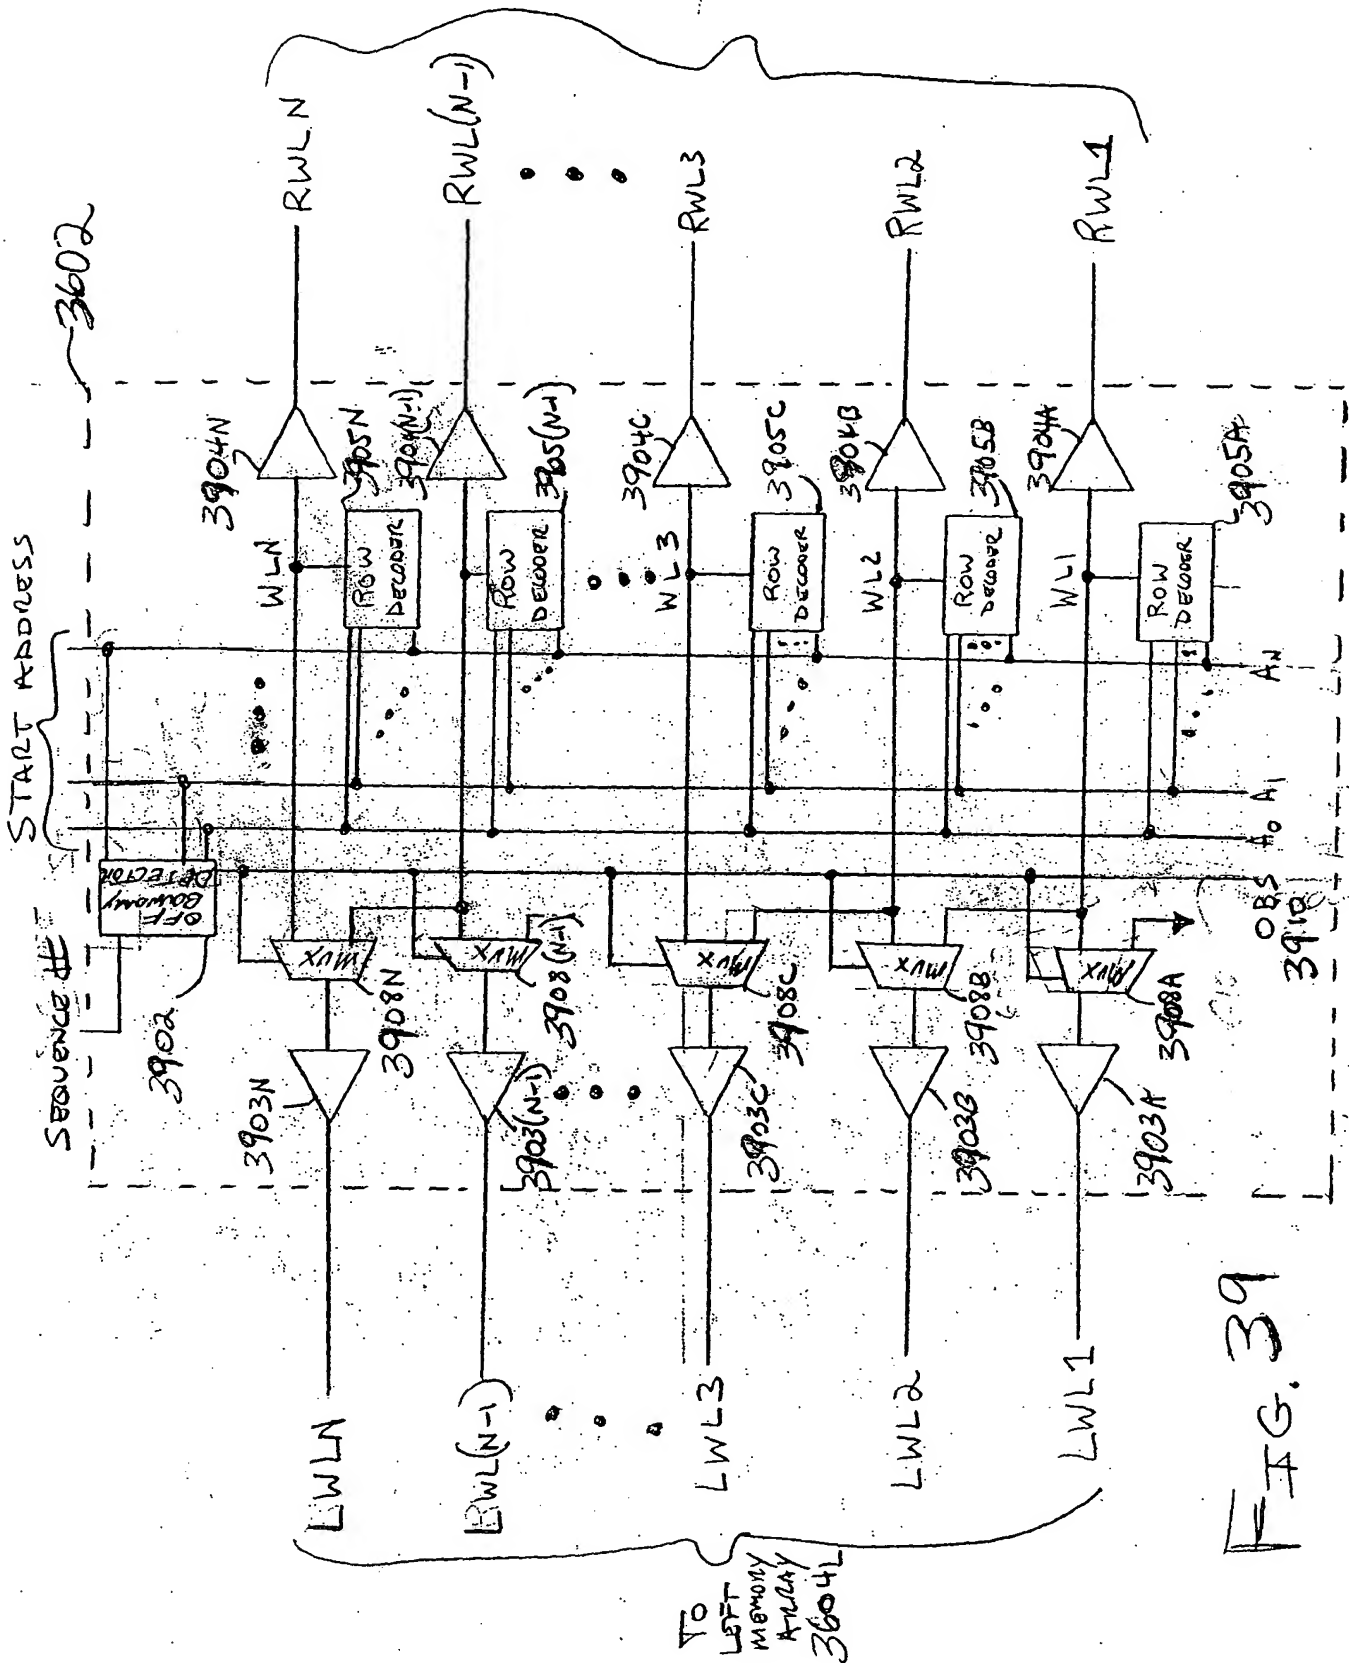 START ADDRESS
SEQUENCE #
3602
OFF
BOUNDARY
DETECTOR
3902
LWLN
3903N
3908N
MUX
WLN
3904N
RWLN
ROW
DECODER
3905N
LWL(N-1)
3903(N-1)
3908(N-1)
MUX
3904(N-1)
RWL(N-1)
ROW
DECODER
3905(N-1)
LWL3
3903C
3908C
MUX
WL3
3904C
RWL3
ROW
DECODER
3905C
LWL2
3903B
3908B
MUX
WL2
3904B
RWL2
ROW
DECODER
3905B
LWL1
3903A
3908A
MUX
WL1
3904A
RWL1
ROW
DECODER
3905A
OBS
3910
A0
A1
AN
TO
LEFT
MEMORY
ARRAY
3604L
FIG. 39